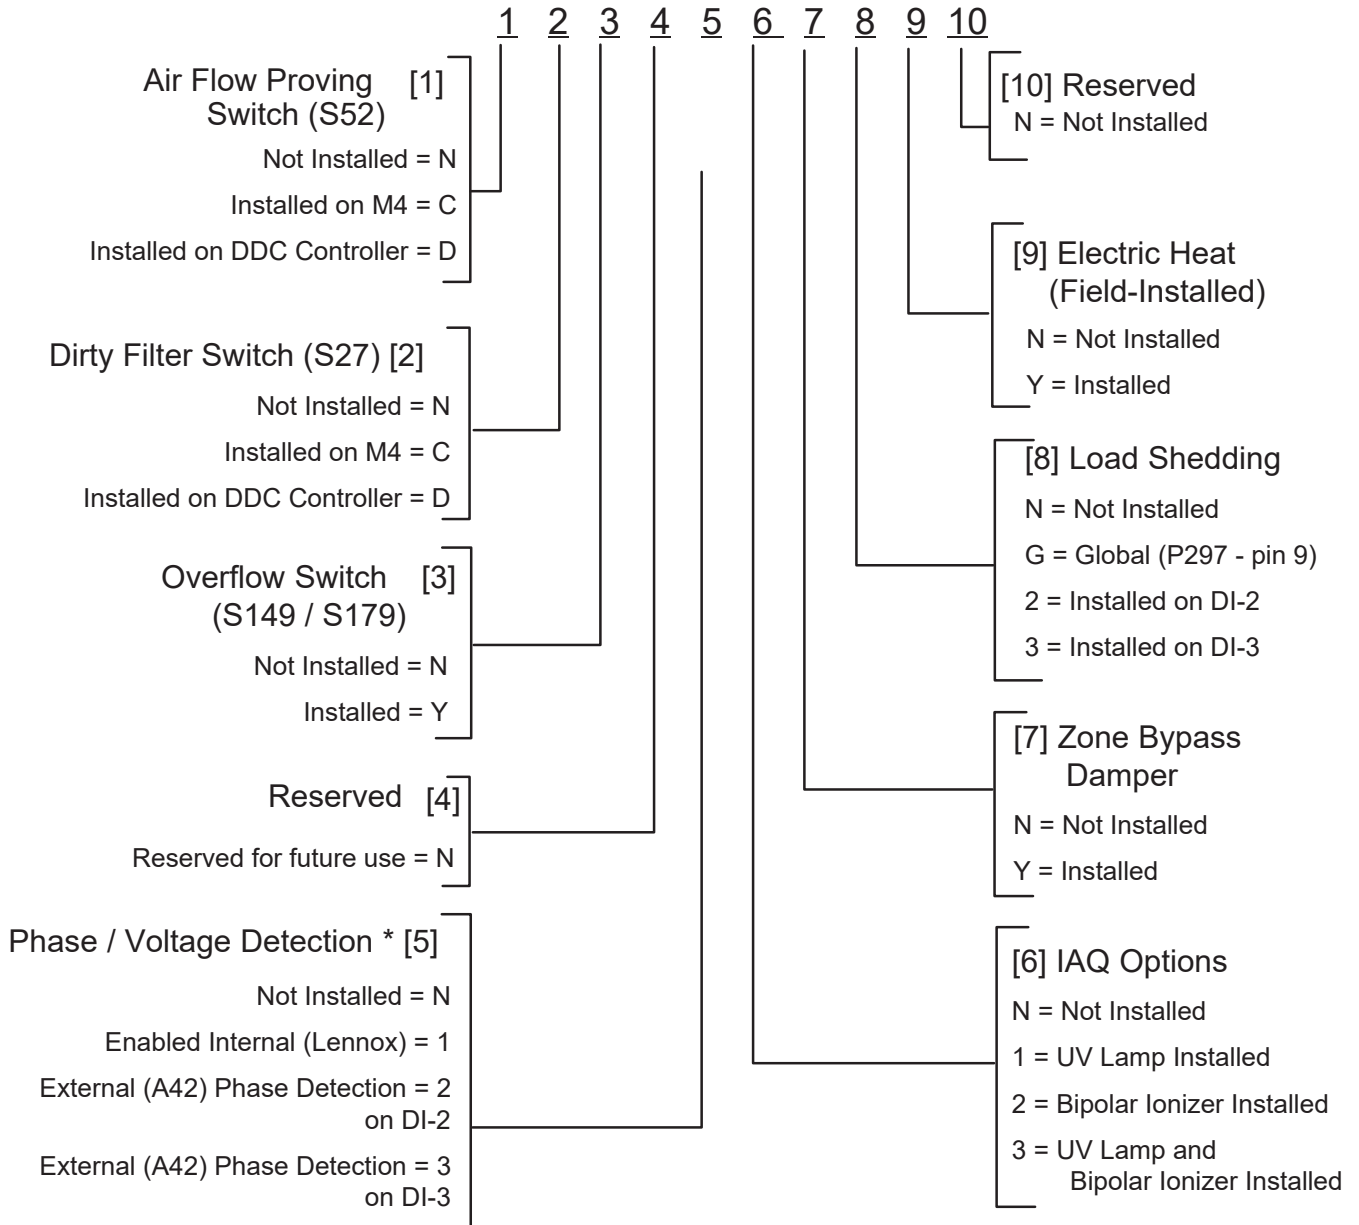 1 2 3 4 5 6 7 8 9 10
Air Flow Proving [1]
Switch (S52)
Not Installed = N
Installed on M4 = C
Installed on DDC Controller = D
Dirty Filter Switch (S27) [2]
Not Installed = N
Installed on M4 = C
Installed on DDC Controller = D
Overflow Switch [3]
(S149 / S179)
Not Installed = N
Installed = Y
Reserved [4]
Reserved for future use = N
Phase / Voltage Detection * [5]
Not Installed = N
Enabled Internal (Lennox) = 1
External (A42) Phase Detection = 2
on DI-2
External (A42) Phase Detection = 3
on DI-3
[10] Reserved
N = Not Installed
[9] Electric Heat
(Field-Installed)
N = Not Installed
Y = Installed
[8] Load Shedding
N = Not Installed
G = Global (P297 - pin 9)
2 = Installed on DI-2
3 = Installed on DI-3
[7] Zone Bypass
Damper
N = Not Installed
Y = Installed
[6] IAQ Options
N = Not Installed
1 = UV Lamp Installed
2 = Bipolar Ionizer Installed
3 = UV Lamp and
Bipolar Ionizer Installed